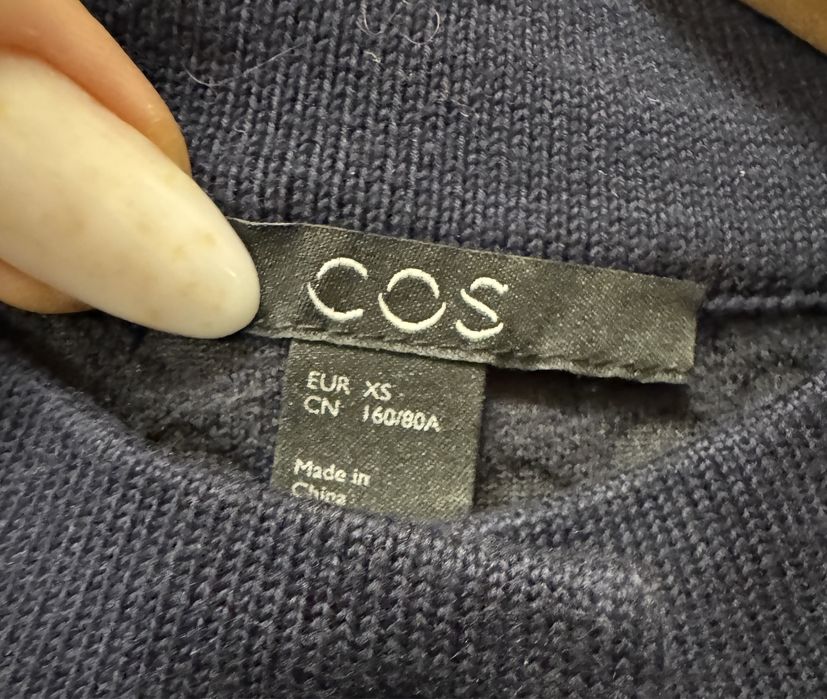 COS
EUR XS
CN 160/80A
Made in
China